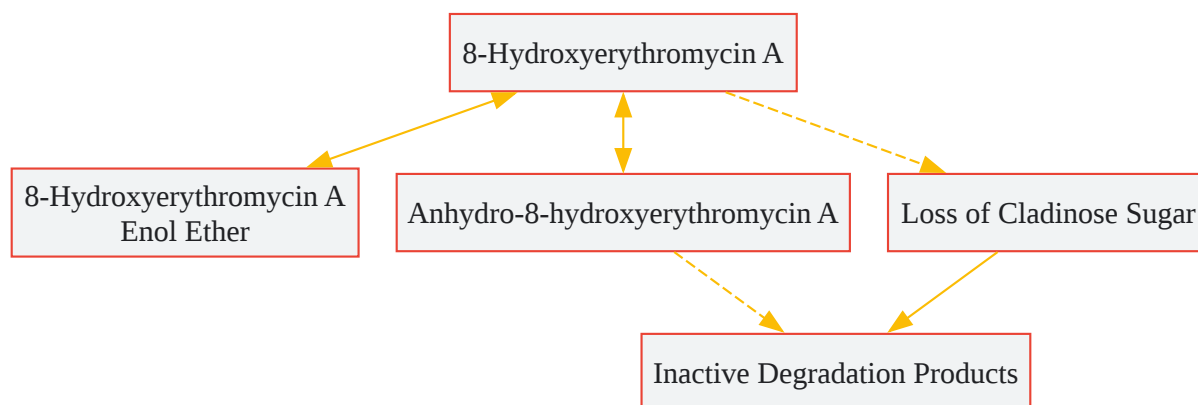 8-Hydroxyerythromycin A
8-Hydroxyerythromycin A
Enol Ether
Anhydro-8-hydroxyerythromycin A
Loss of Cladinose Sugar
Inactive Degradation Products